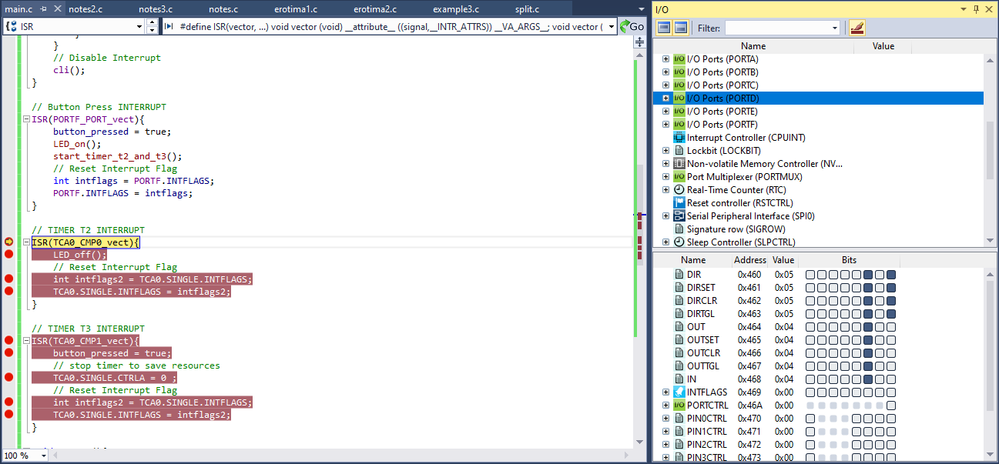 main.c notes2.c notes3.c notes.c erotima1.c erotima2.c example3.c split.c
ISR #define ISR(vector, ...) void vector (void) __attribute__ ((signal,__INTR_ATTRS)) __VA_ARGS__; void vector ( Go
}
// Disable Interrupt
cli();
}
// Button Press INTERRUPT
ISR(PORTF_PORT_vect){
button_pressed = true;
LED_on();
start_timer_t2_and_t3();
// Reset Interrupt Flag
int intflags = PORTF.INTFLAGS;
PORTF.INTFLAGS = intflags;
}
// TIMER T2 INTERRUPT
ISR(TCA0_CMP0_vect){
LED_off();
// Reset Interrupt Flag
int intflags2 = TCA0.SINGLE.INTFLAGS;
TCA0.SINGLE.INTFLAGS = intflags2;
}
// TIMER T3 INTERRUPT
ISR(TCA0_CMP1_vect){
button_pressed = true;
// stop timer to save resources
TCA0.SINGLE.CTRLA = 0 ;
// Reset Interrupt Flag
int intflags2 = TCA0.SINGLE.INTFLAGS;
TCA0.SINGLE.INTFLAGS = intflags2;
}
100 %
I/O
Filter:
Name Value
I/O I/O Ports (PORTA)
I/O I/O Ports (PORTB)
I/O I/O Ports (PORTC)
I/O I/O Ports (PORTD)
I/O I/O Ports (PORTE)
I/O I/O Ports (PORTF)
Interrupt Controller (CPUINT)
Lockbit (LOCKBIT)
Non-volatile Memory Controller (NV...
I/O Port Multiplexer (PORTMUX)
Real-Time Counter (RTC)
Reset controller (RSTCTRL)
Serial Peripheral Interface (SPI0)
Signature row (SIGROW)
Sleep Controller (SLPCTRL)
Name Address Value Bits
DIR 0x460 0x05
DIRSET 0x461 0x05
DIRCLR 0x462 0x05
DIRTGL 0x463 0x05
OUT 0x464 0x04
OUTSET 0x465 0x04
OUTCLR 0x466 0x04
OUTTGL 0x467 0x04
IN 0x468 0x04
INTFLAGS 0x469 0x00
I/O PORTCTRL 0x46A 0x00
PIN0CTRL 0x470 0x00
PIN1CTRL 0x471 0x00
PIN2CTRL 0x472 0x00
PIN3CTRL 0x473 0x00